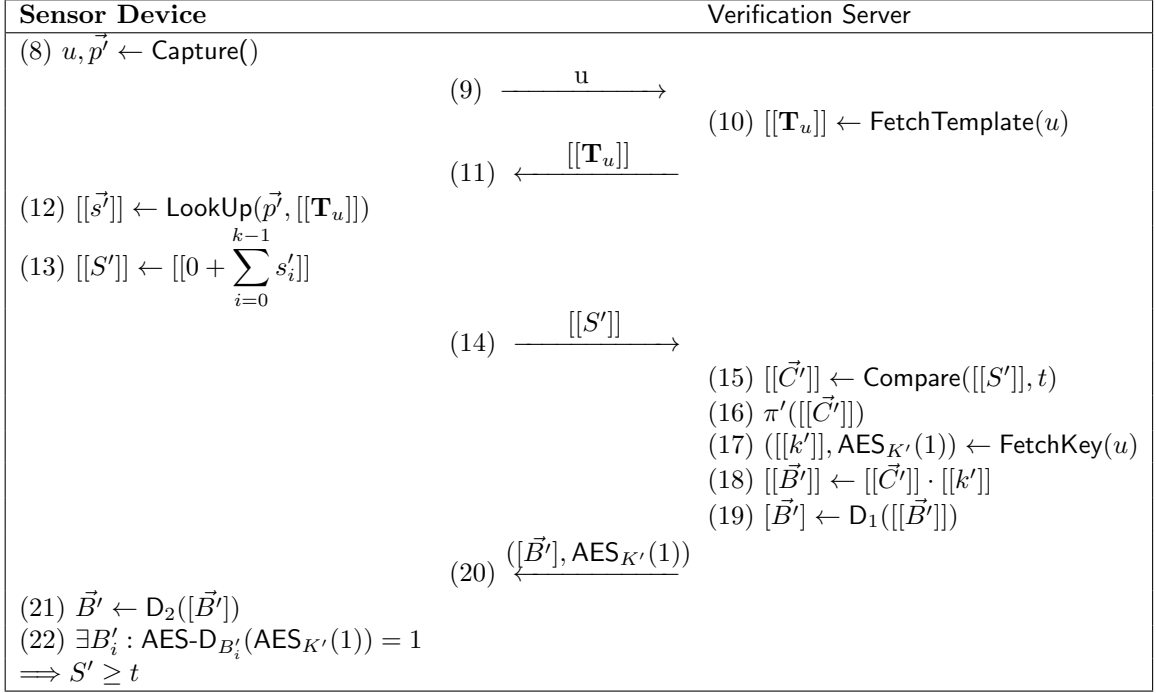 Sensor Device Verification Server
(8) u, p⃗′ ← Capture()
(9) u
(10) [[T_u]] ← FetchTemplate(u)
(11) [[T_u]]
(12) [[s⃗′]] ← LookUp(p⃗′, [[T_u]])
(13) [[S′]] ← [[0 + ∑_{i=0}^{k−1} s′_i]]
(14) [[S′]]
(15) [[C⃗′]] ← Compare([[S′]], t)
(16) π′([[C⃗′]])
(17) ([[k′]], AES_{K′}(1)) ← FetchKey(u)
(18) [[B⃗′]] ← [[C⃗′]] · [[k′]]
(19) [B⃗′] ← D_1([[B⃗′]])
(20) ([B⃗′], AES_{K′}(1))
(21) B⃗′ ← D_2([B⃗′])
(22) ∃B′_i : AES-D_{B′_i}(AES_{K′}(1)) = 1
⟹ S′ ≥ t